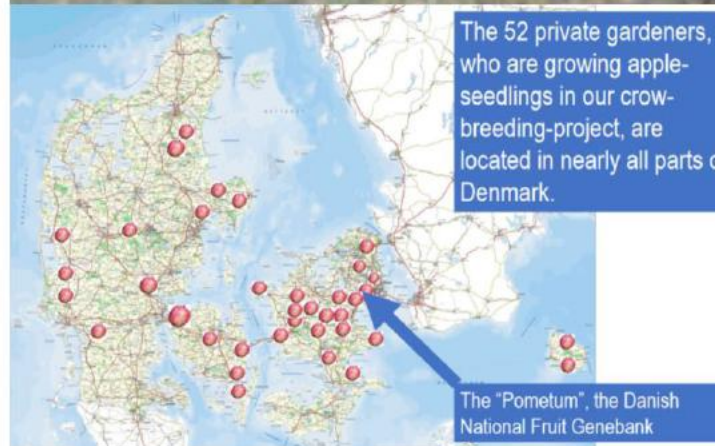 The 52 private gardeners,
who are growing apple-
seedlings in our crow-
breeding-project, are
located in nearly all parts
Denmark.
The "Pometum", the Danish
National Fruit Genebank